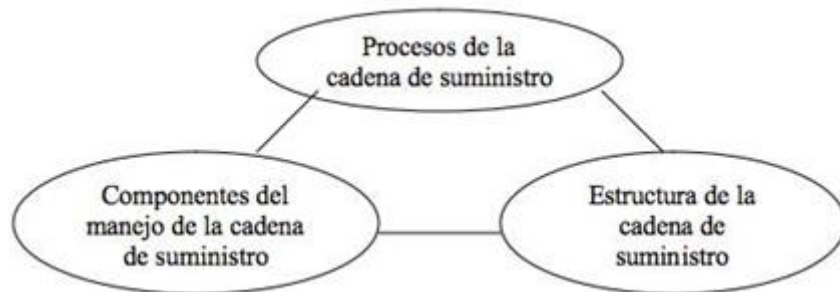 Procesos de la
cadena de suministro
Componentes del
manejo de la cadena
de suministro
Estructura de la
cadena de
suministro